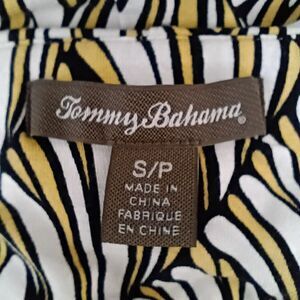 Tommy Bahama®
S/P
MADE IN
CHINA
FABRIQUE
EN CHINE